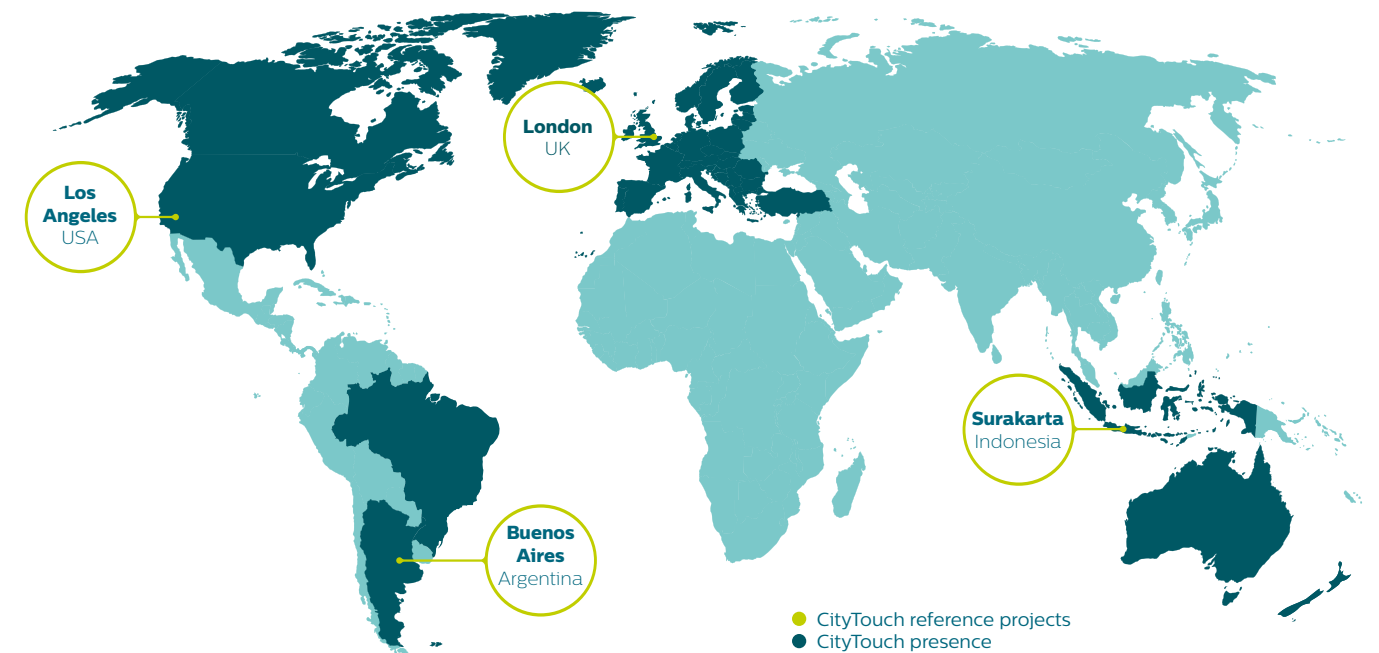 London
UK
Los
Angeles
USA
Surakarta
Indonesia
Buenos
Aires
Argentina
CityTouch reference projects
CityTouch presence